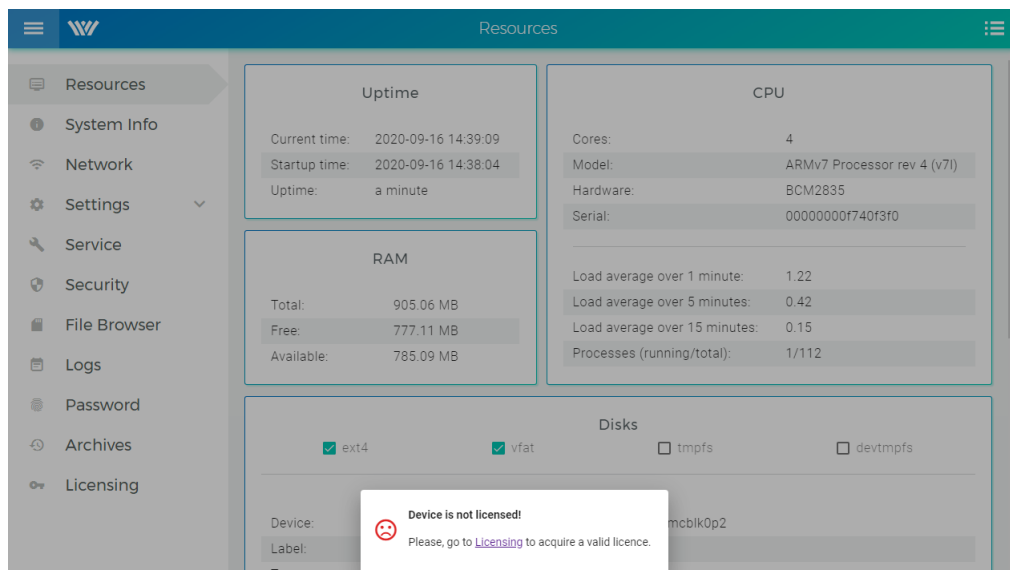 Resources
Resources
System Info
Network
Settings
Service
Security
File Browser
Logs
Password
Archives
Licensing
Uptime
Current time: 2020-09-16 14:39:09
Startup time: 2020-09-16 14:38:04
Uptime: a minute
RAM
Total: 905.06 MB
Free: 777.11 MB
Available: 785.09 MB
CPU
Cores: 4
Model: ARMv7 Processor rev 4 (v7l)
Hardware: BCM2835
Serial: 00000000f740f3f0
Load average over 1 minute: 1.22
Load average over 5 minutes: 0.42
Load average over 15 minutes: 0.15
Processes (running/total): 1/112
Disks
ext4 vfat tmpfs devtmpfs
Device: mcblk0p2
Label:
Device is not licensed!
Please, go to Licensing to acquire a valid licence.